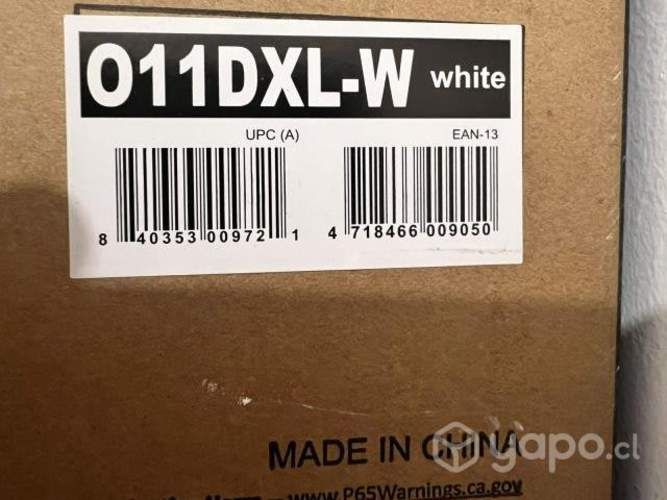 O11DXL-W white
UPC (A) EAN-13
8 40353 00972 1 4 718466 009050
MADE IN CHINA
yapo.cl
www.P65Warnings.ca.gov